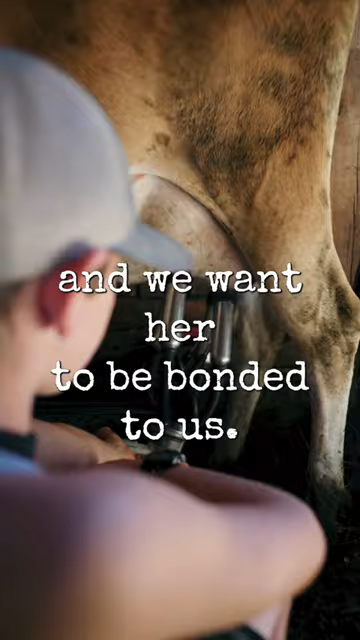 and we want
her
to be bonded
to us.